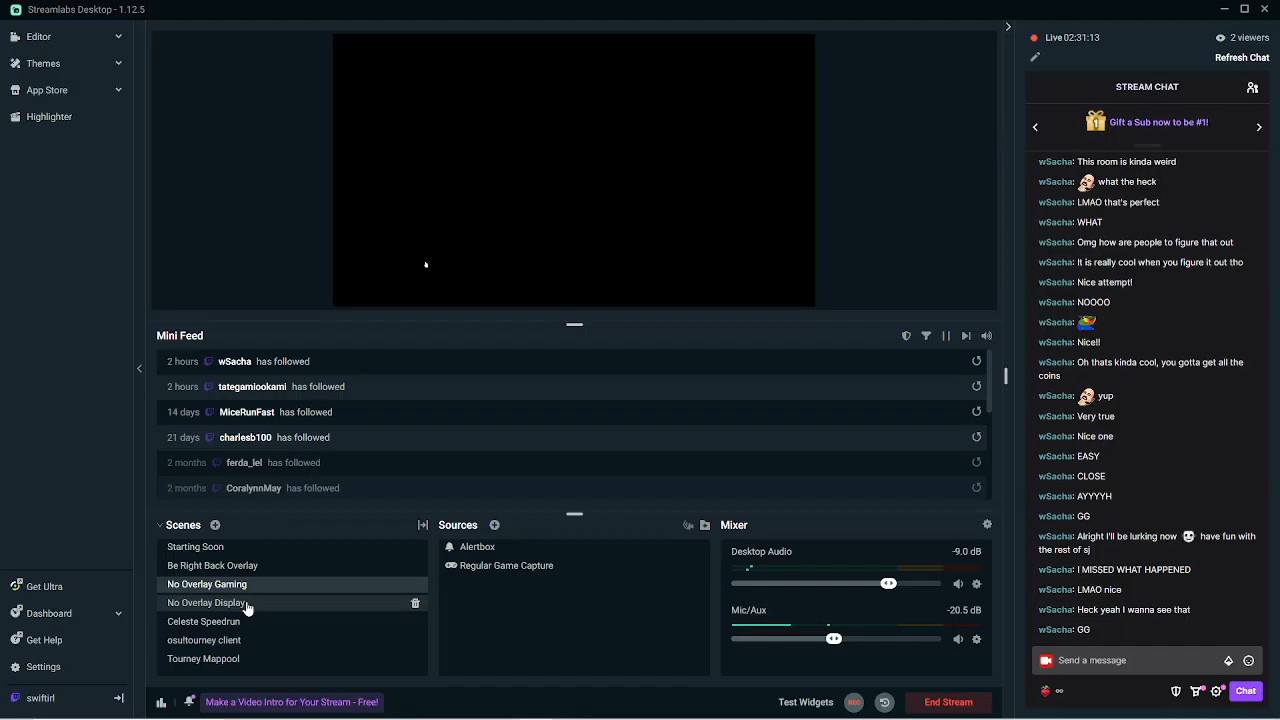 Streamlabs Desktop - 1.12.5
Editor
Themes
App Store
Highlighter
Get Ultra
Dashboard
Get Help
Settings
swiftirl
Mini Feed
2 hours wSacha has followed
2 hours tategamiookami has followed
14 days MiceRunFast has followed
21 days charlesb100 has followed
2 months ferda_lel has followed
2 months CoralynnMay has followed
Scenes
Starting Soon
Be Right Back Overlay
No Overlay Gaming
No Overlay Display
Celeste Speedrun
osu!tourney client
Tourney Mappool
Sources
Alertbox
Regular Game Capture
Mixer
Desktop Audio -9.0 dB
Mic/Aux -20.5 dB
Make a Video Intro for Your Stream - Free!
Test Widgets REC End Stream
Live 02:31:13 2 viewers
Refresh Chat
STREAM CHAT
1 Gift a Sub now to be #1!
wSacha: This room is kinda weird
wSacha: what the heck
wSacha: LMAO that's perfect
wSacha: WHAT
wSacha: Omg how are people to figure that out
wSacha: It is really cool when you figure it out tho
wSacha: Nice attempt!
wSacha: NOOOO
wSacha:
wSacha: Nice!!
wSacha: Oh thats kinda cool, you gotta get all the
coins
wSacha: yup
wSacha: Very true
wSacha: Nice one
wSacha: EASY
wSacha: CLOSE
wSacha: AYYYYH
wSacha: GG
wSacha: Alright I'll be lurking now have fun with
the rest of sj
wSacha: I MISSED WHAT HAPPENED
wSacha: LMAO nice
wSacha: Heck yeah I wanna see that
wSacha: GG
Send a message
Chat